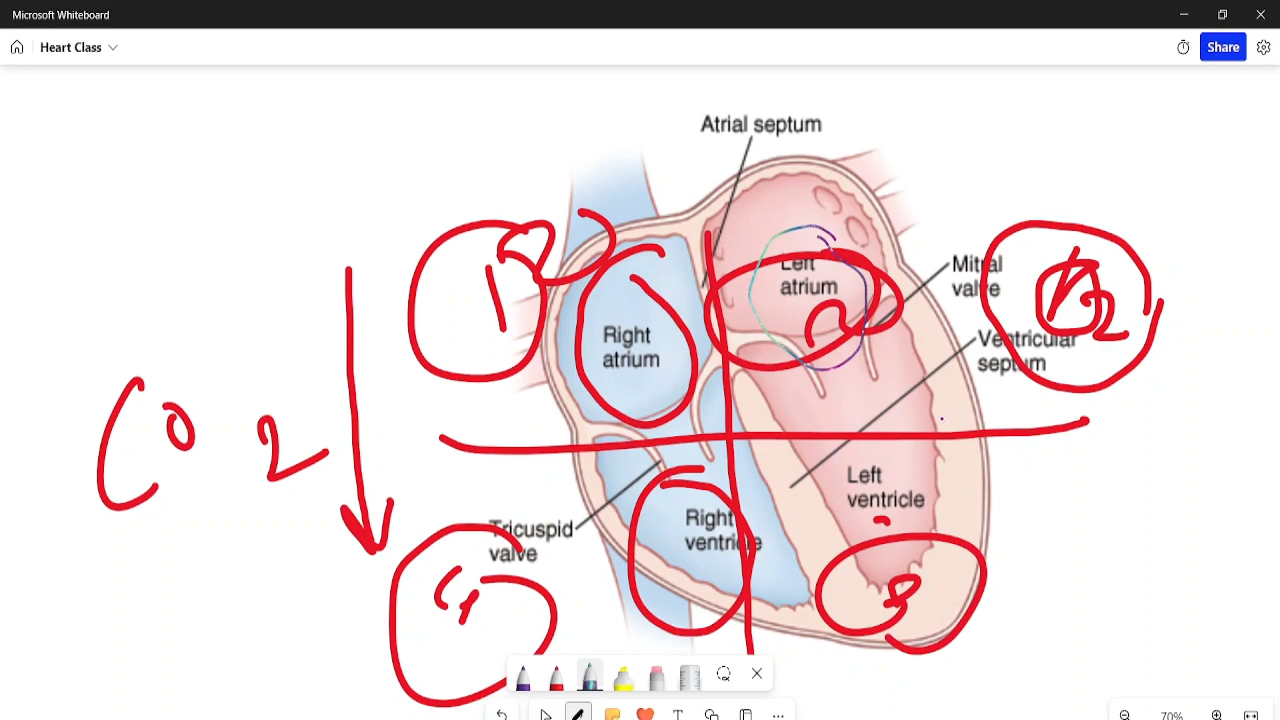 Microsoft Whiteboard
Heart Class
Share
Atrial septum
Left
atrium
Mitral
valve
Ventricular
septum
Right
atrium
1
2
CO2
Left
ventricle
Right
ventricle
Tricuspid
valve
4
3
70%